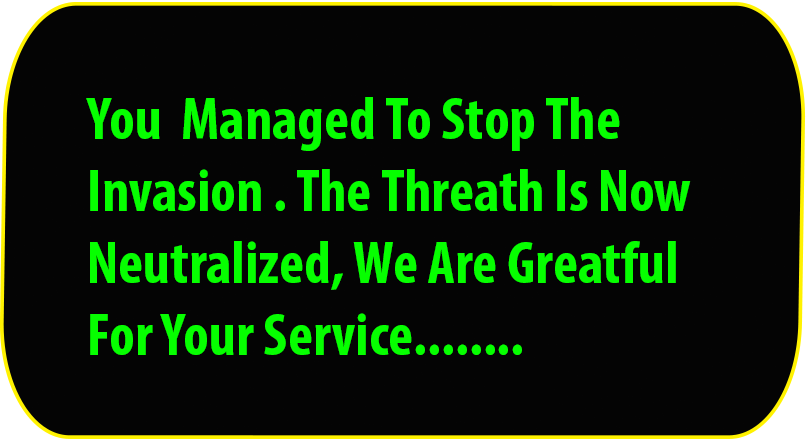 You  Managed To Stop The
Invasion . The Threath Is Now
Neutralized, We Are Greatful
For Your Service........